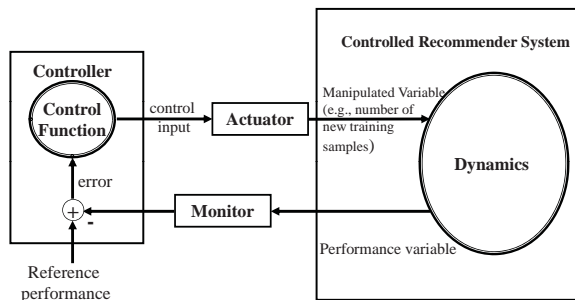 Controlled Recommender System
Controller
Control
Function
control
input
Actuator
Manipulated Variable
(e.g., number of
new training
samples)
Dynamics
error
+
-
Monitor
Performance variable
Reference
performance